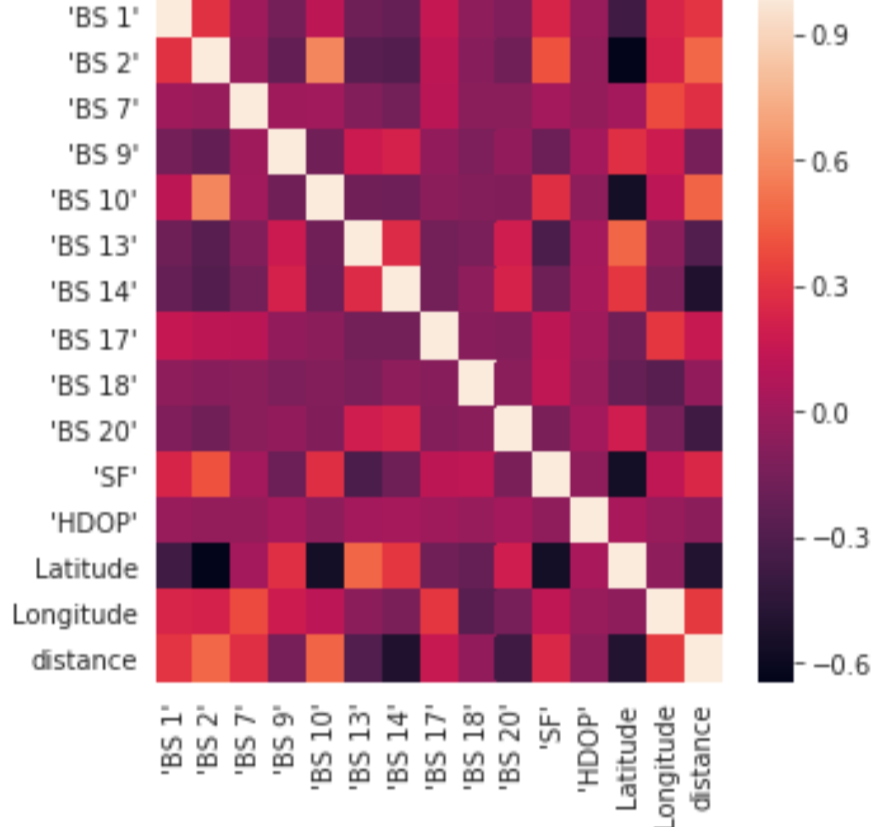 'BS 1'
'BS 2'
'BS 7'
'BS 9'
'BS 10'
'BS 13'
'BS 14'
'BS 17'
'BS 18'
'BS 20'
'SF'
'HDOP'
Latitude
Longitude
distance
'BS 1'
'BS 2'
'BS 7'
'BS 9'
'BS 10'
'BS 13'
'BS 14'
'BS 17'
'BS 18'
'BS 20'
'SF'
'HDOP'
Latitude
Longitude
distance
0.9
0.6
0.3
0.0
−0.3
−0.6